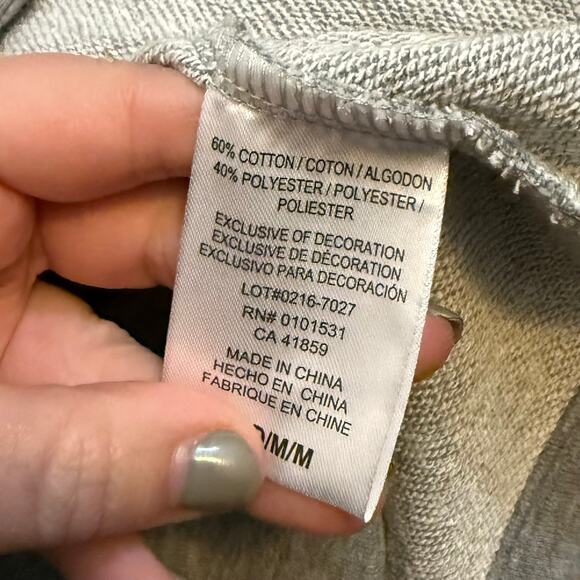 60% COTTON / COTON / ALGODON
40% POLYESTER / POLYESTER /
POLIESTER
EXCLUSIVE OF DECORATION
EXCLUSIVE DE DÉCORATION
EXCLUSIVO PARA DECORACIÓN
LOT#0216-7027
RN# 0101531
CA 41859
MADE IN CHINA
HECHO EN CHINA
FABRIQUE EN CHINE
/M/M